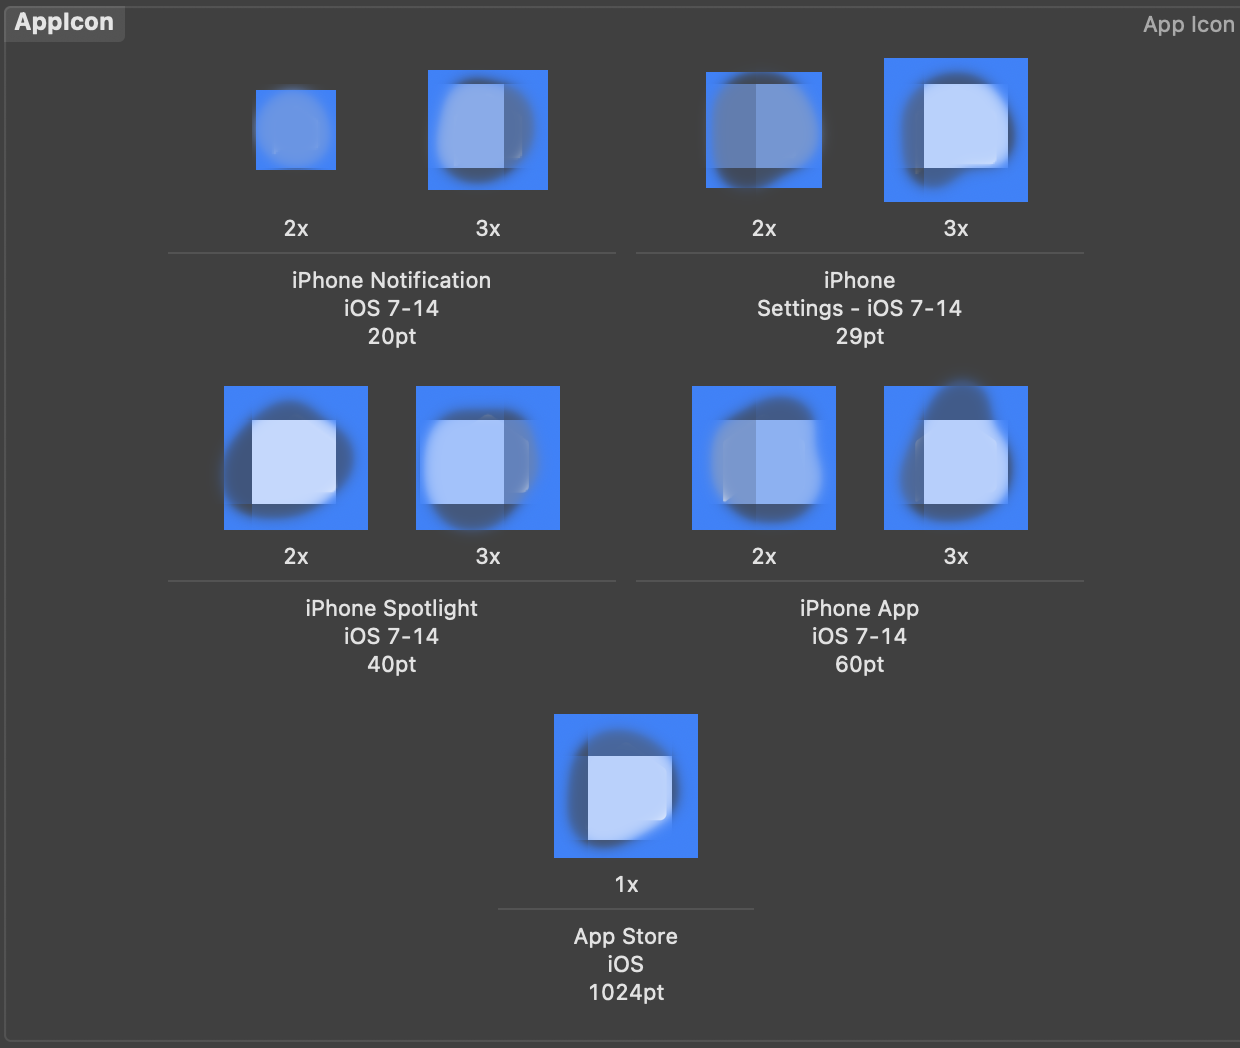 AppIcon
App Icon
2x
3x
2x
3x
iPhone Notification
iOS 7-14
20pt
iPhone
Settings - iOS 7-14
29pt
2x
3x
2x
3x
iPhone Spotlight
iOS 7-14
40pt
iPhone App
iOS 7-14
60pt
1x
App Store
iOS
1024pt